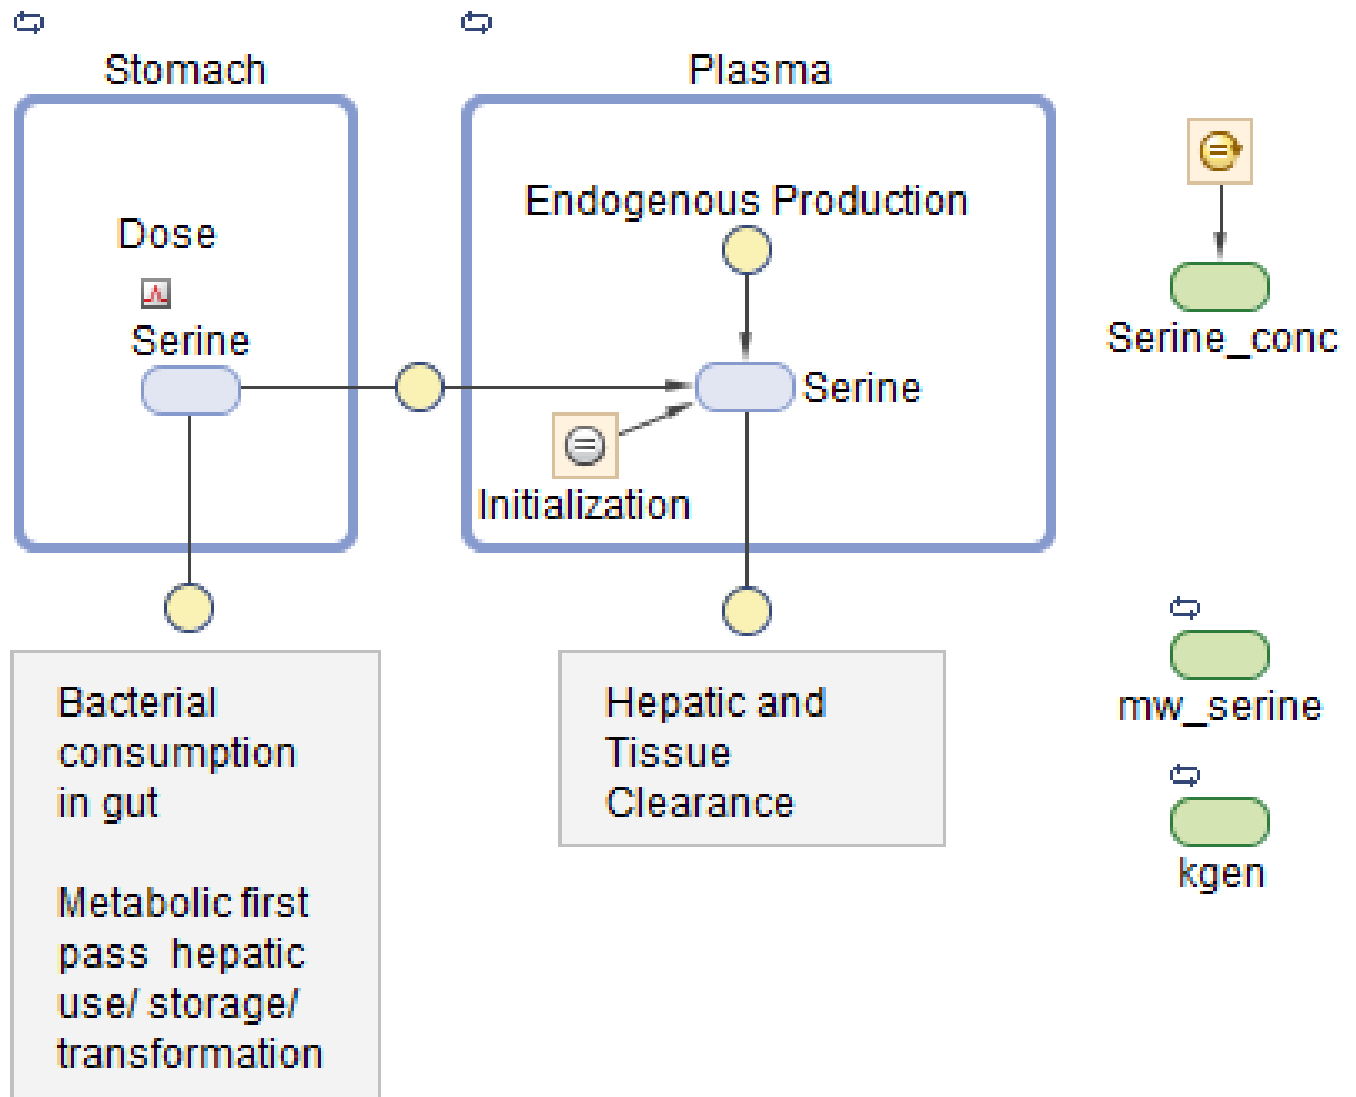 Stomach
Plasma
Dose
Serine
Endogenous Production
Serine
Initialization
Serine_conc
mw_serine
kgen
Bacterial
consumption
in gut
Metabolic first
pass hepatic
use/ storage/
transformation
Hepatic and
Tissue
Clearance